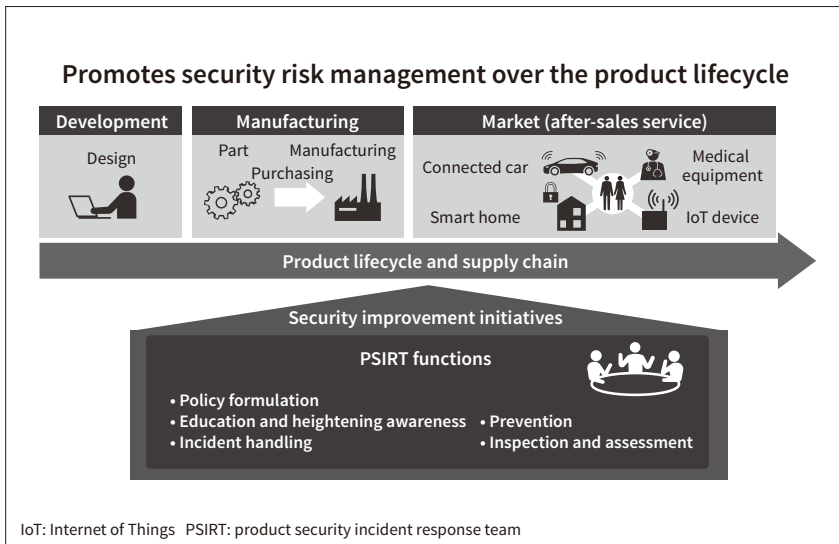 Promotes security risk management over the product lifecycle
Development
Design
Manufacturing
Part
Purchasing
Manufacturing
Market (after-sales service)
Connected car
Medical
equipment
Smart home
IoT device
Product lifecycle and supply chain
Security improvement initiatives
PSIRT functions
• Policy formulation
• Education and heightening awareness
• Incident handling
• Prevention
• Inspection and assessment
IoT: Internet of Things PSIRT: product security incident response team